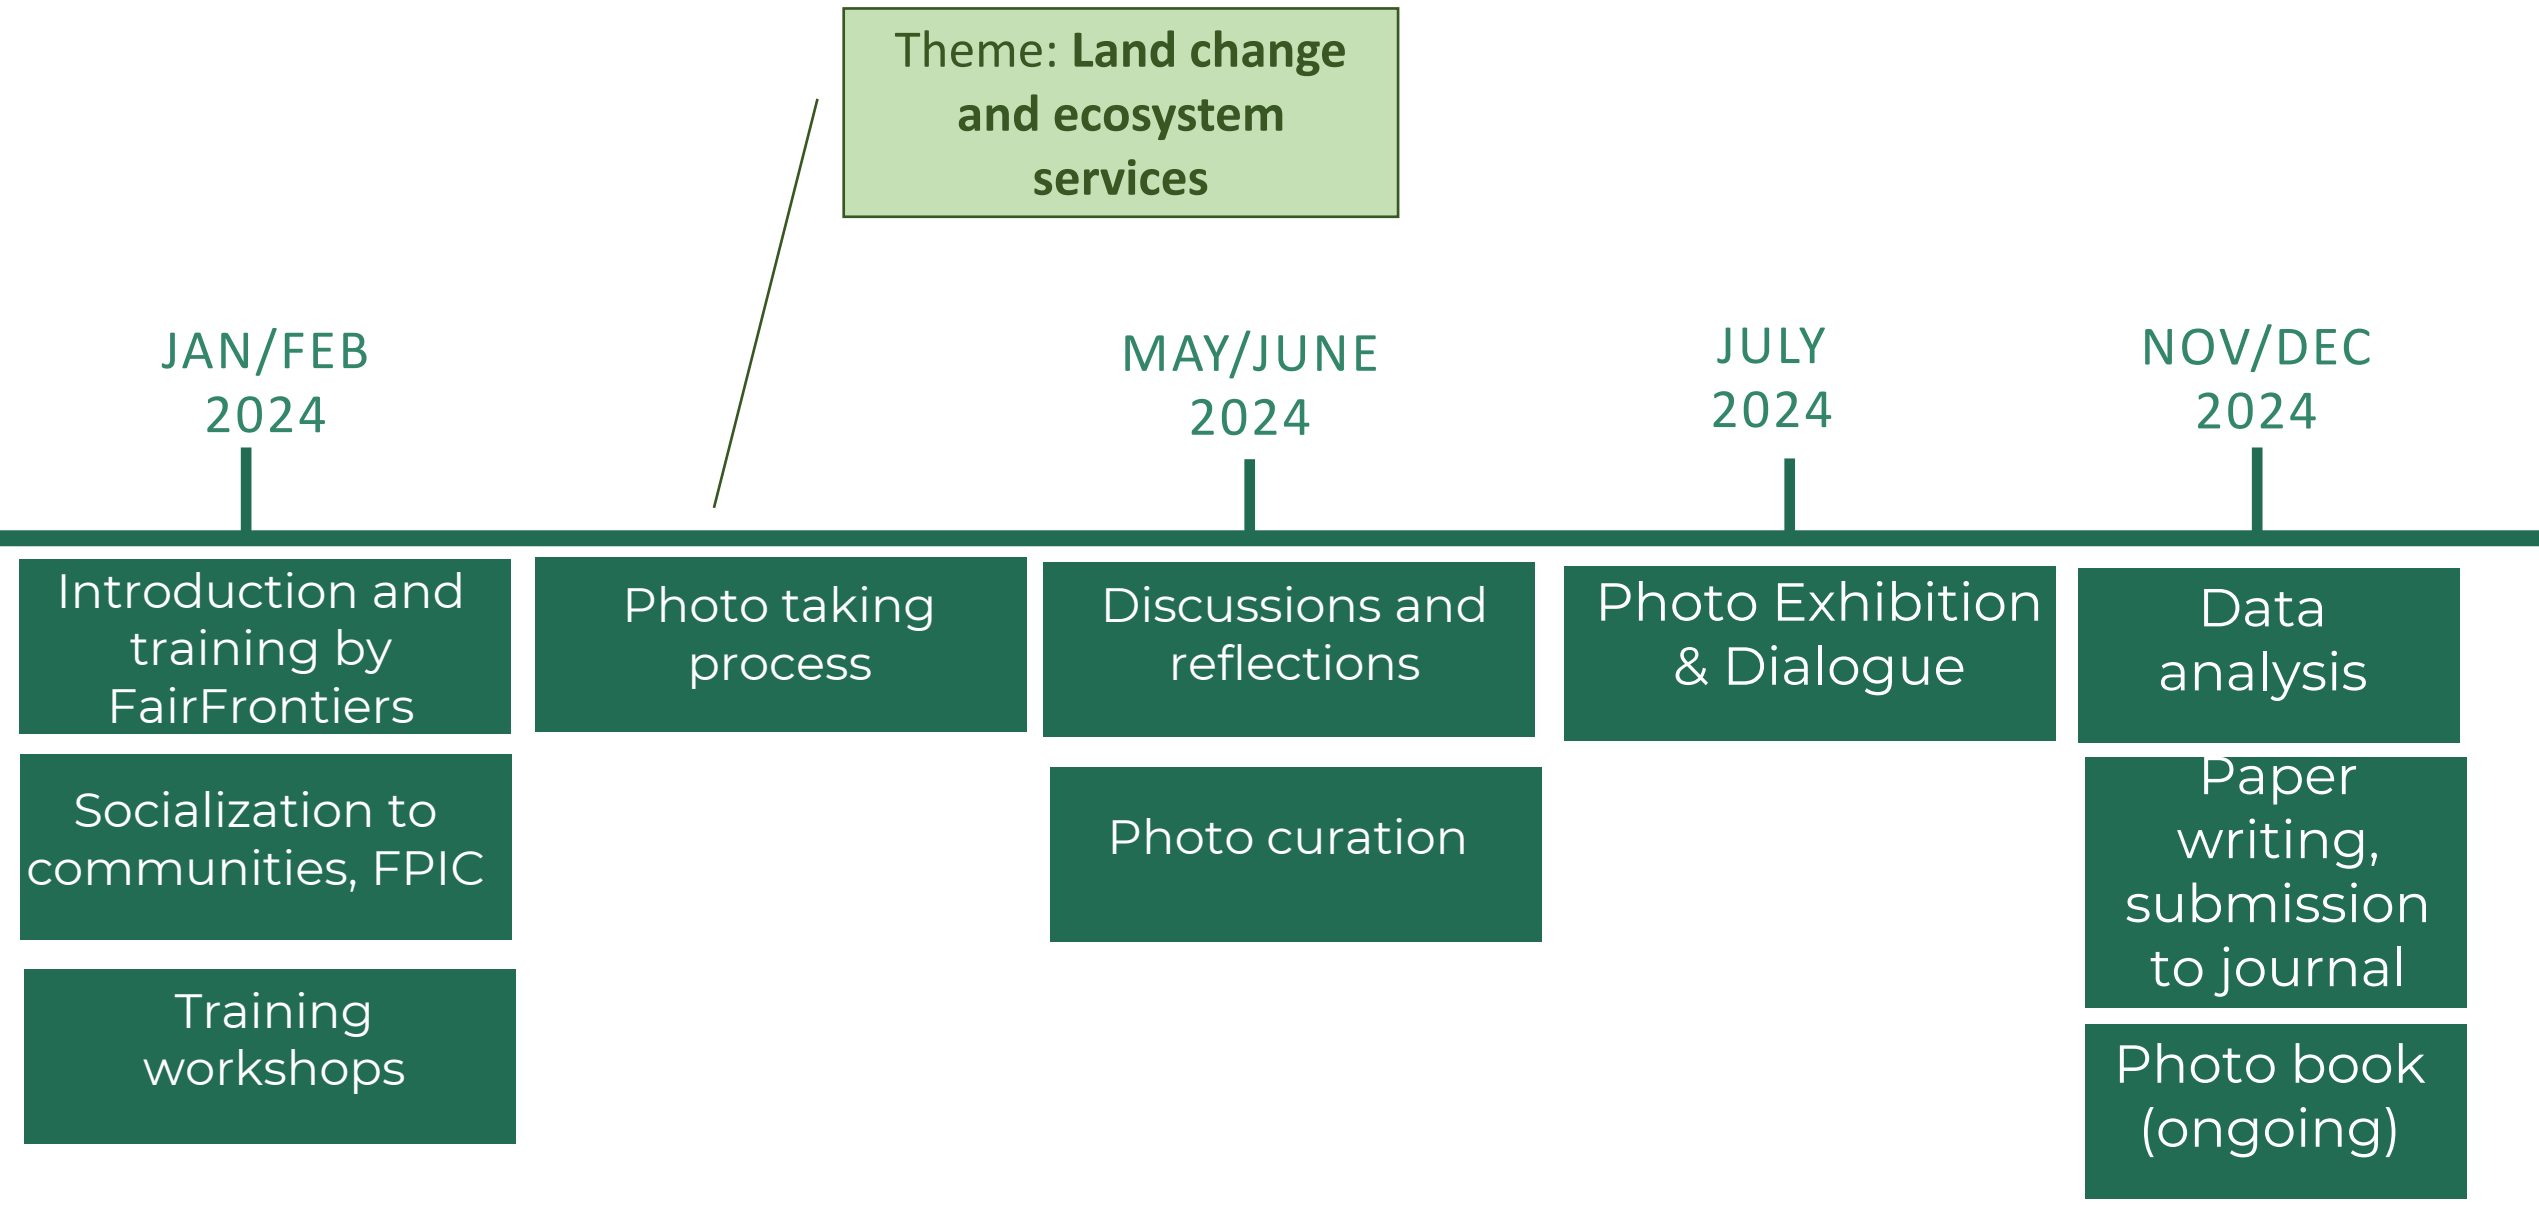 Theme: Land change
and ecosystem
services
JAN/FEB
2024
MAY/JUNE
2024
JULY
2024
NOV/DEC
2024
Introduction and
training by
FairFrontiers
Socialization to
communities, FPIC
Training
workshops
Photo taking
process
Discussions and
reflections
Photo curation
Photo Exhibition
& Dialogue
Data
analysis
Paper
writing,
submission
to journal
Photo book
(ongoing)